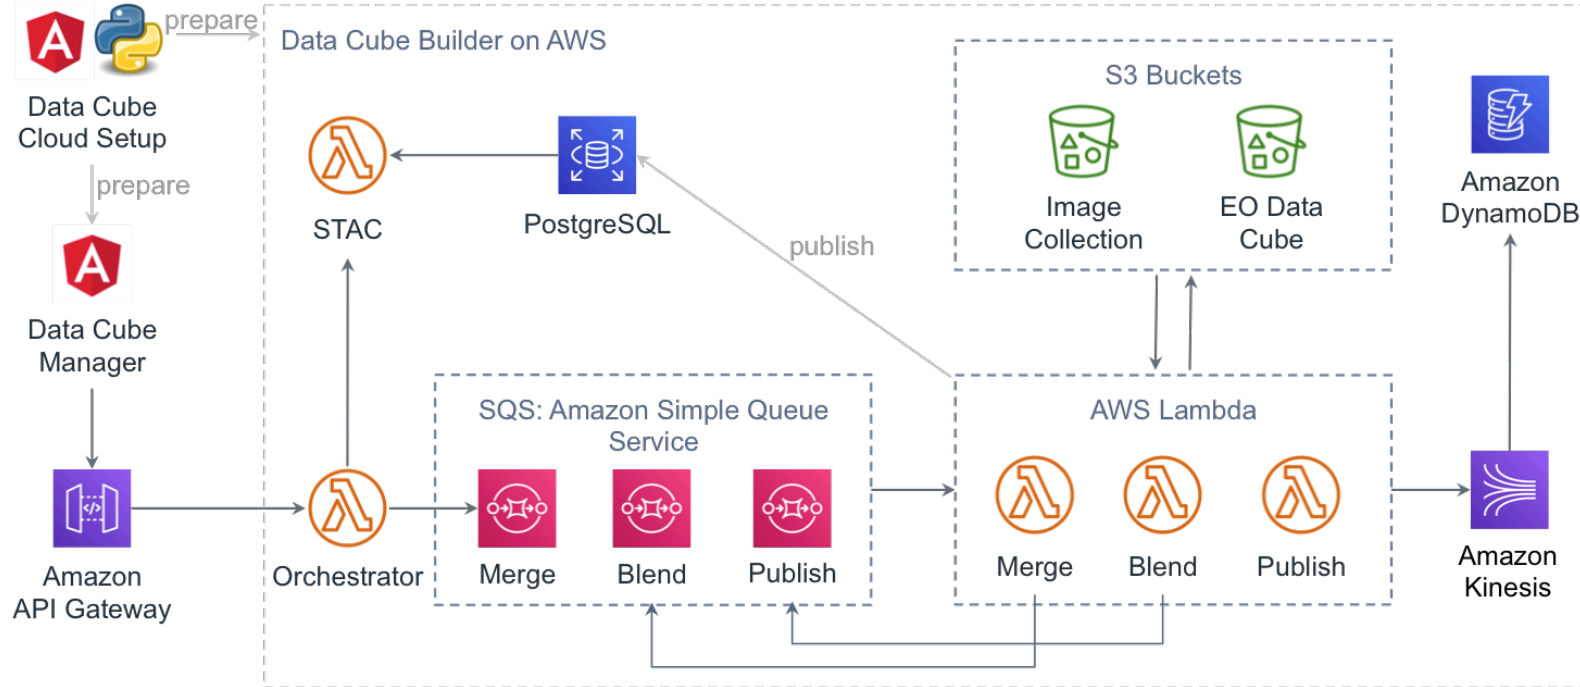 prepare
Data Cube Builder on AWS
Data Cube
Cloud Setup
prepare
Data Cube
Manager
Amazon
API Gateway
STAC
PostgreSQL
publish
Orchestrator
SQS: Amazon Simple Queue
Service
Merge
Blend
Publish
S3 Buckets
Image
Collection
EO Data
Cube
AWS Lambda
Merge
Blend
Publish
Amazon
DynamoDB
Amazon
Kinesis